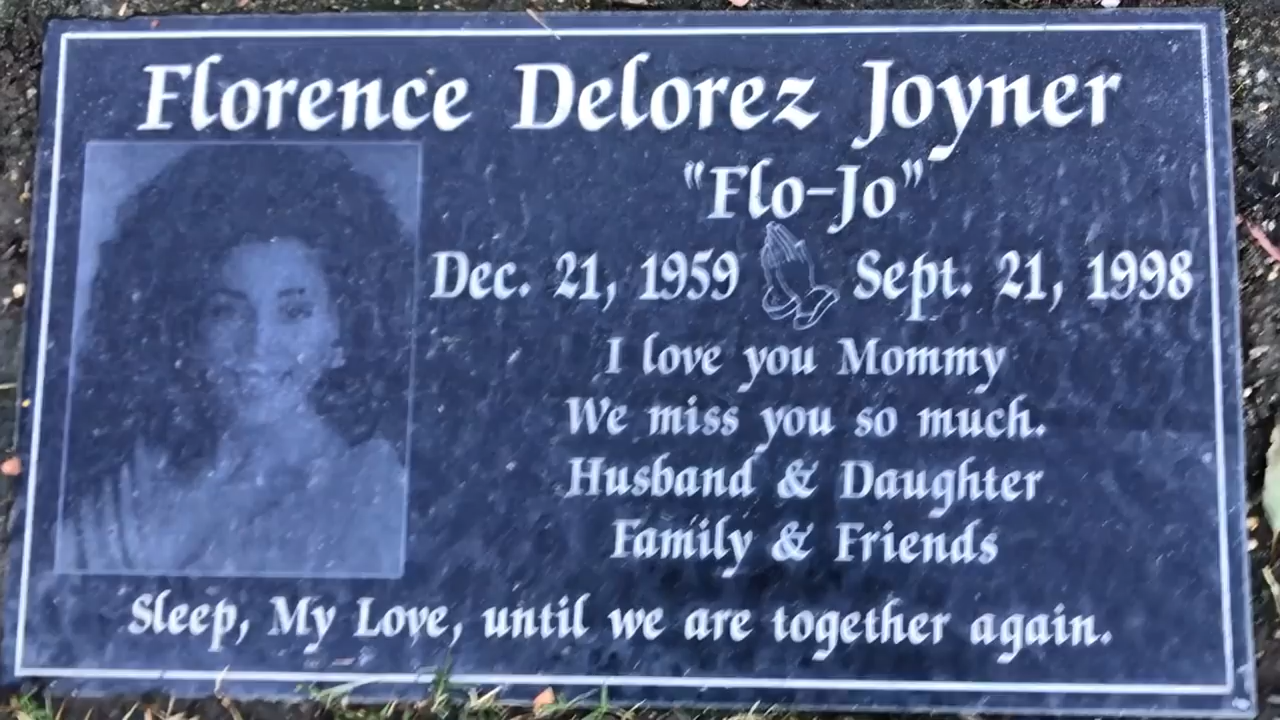 Florence Delorez Joyner
"Flo-Jo"
Dec. 21, 1959 Sept. 21, 1998
I love you Mommy
We miss you so much.
Husband & Daughter
Family & Friends
Sleep, My Love, until we are together again.